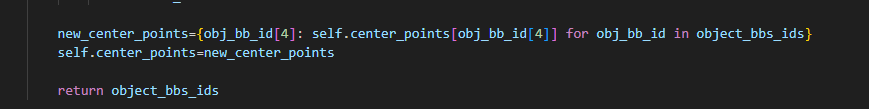 new_center_points={obj_bb_id[4]: self.center_points[obj_bb_id[4]] for obj_bb_id in object_bbs_ids}
self.center_points=new_center_points
return object_bbs_ids